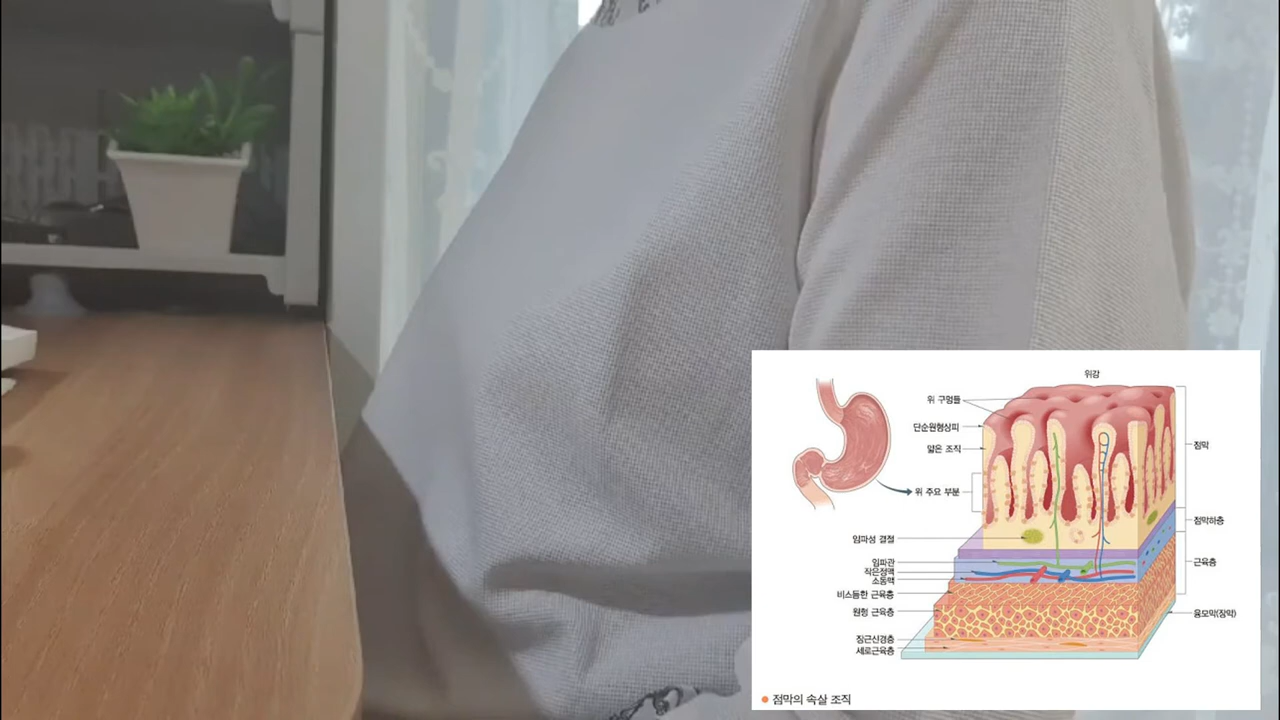 위강
위 구멍들
단순원형상피
얇은 조직
위 주요 부분
림파성 결절
림파관
작은정맥
소동맥
비스듬한 근육층
원형 근육층
징근신경층
세로근육층
점막
점막하층
근육층
융모막(장막)
점막의 속살 조직